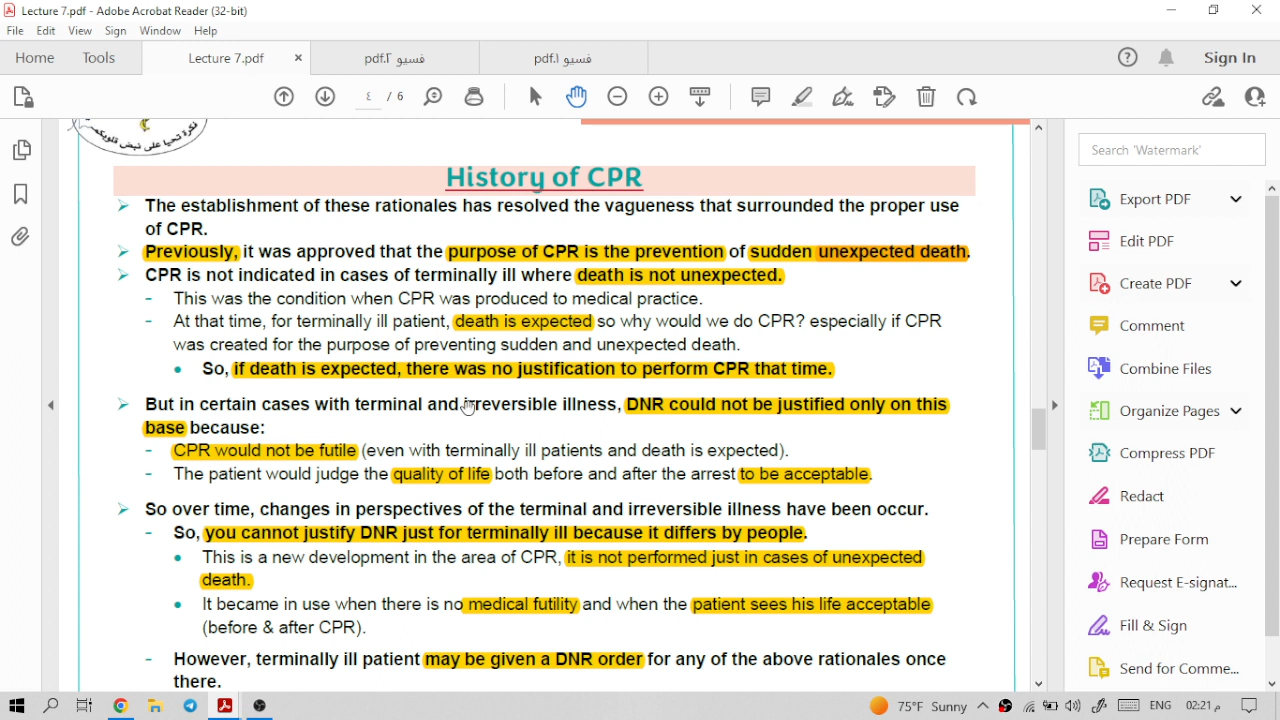 Lecture 7.pdf - Adobe Acrobat Reader (32-bit)
File Edit View Sign Window Help
Home Tools Lecture 7.pdf × فسيو ٢.pdf فسيو ١.pdf Sign In
٤ / 6
فكرة تحيا على نبض قلوبكم
Search 'Watermark'
History of CPR
➢ The establishment of these rationales has resolved the vagueness that surrounded the proper use
of CPR.
➢ Previously, it was approved that the purpose of CPR is the prevention of sudden unexpected death.
➢ CPR is not indicated in cases of terminally ill where death is not unexpected.
- This was the condition when CPR was produced to medical practice.
- At that time, for terminally ill patient, death is expected so why would we do CPR? especially if CPR
was created for the purpose of preventing sudden and unexpected death.
• So, if death is expected, there was no justification to perform CPR that time.
➢ But in certain cases with terminal and irreversible illness, DNR could not be justified only on this
base because:
- CPR would not be futile (even with terminally ill patients and death is expected).
- The patient would judge the quality of life both before and after the arrest to be acceptable.
➢ So over time, changes in perspectives of the terminal and irreversible illness have been occur.
- So, you cannot justify DNR just for terminally ill because it differs by people.
• This is a new development in the area of CPR, it is not performed just in cases of unexpected
death.
• It became in use when there is no medical futility and when the patient sees his life acceptable
(before & after CPR).
- However, terminally ill patient may be given a DNR order for any of the above rationales once
there.
Export PDF
Edit PDF
Create PDF
Comment
Combine Files
Organize Pages
Compress PDF
Redact
Prepare Form
Request E-signat...
Fill & Sign
Send for Comme...
75°F Sunny ENG 02:21 م